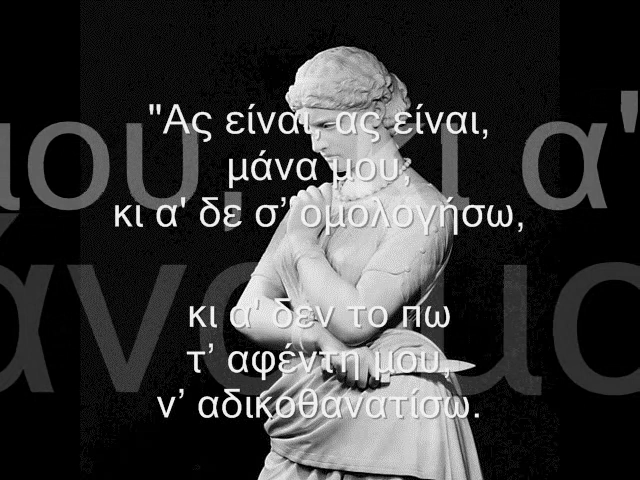 "Ας είναι, ας είναι,
μάνα μου,
κι α' δε σ’ ομολογήσω,
κι α' δεν το πω
τ’ αφέντη μου,
ν’ αδικοθανατίσω.